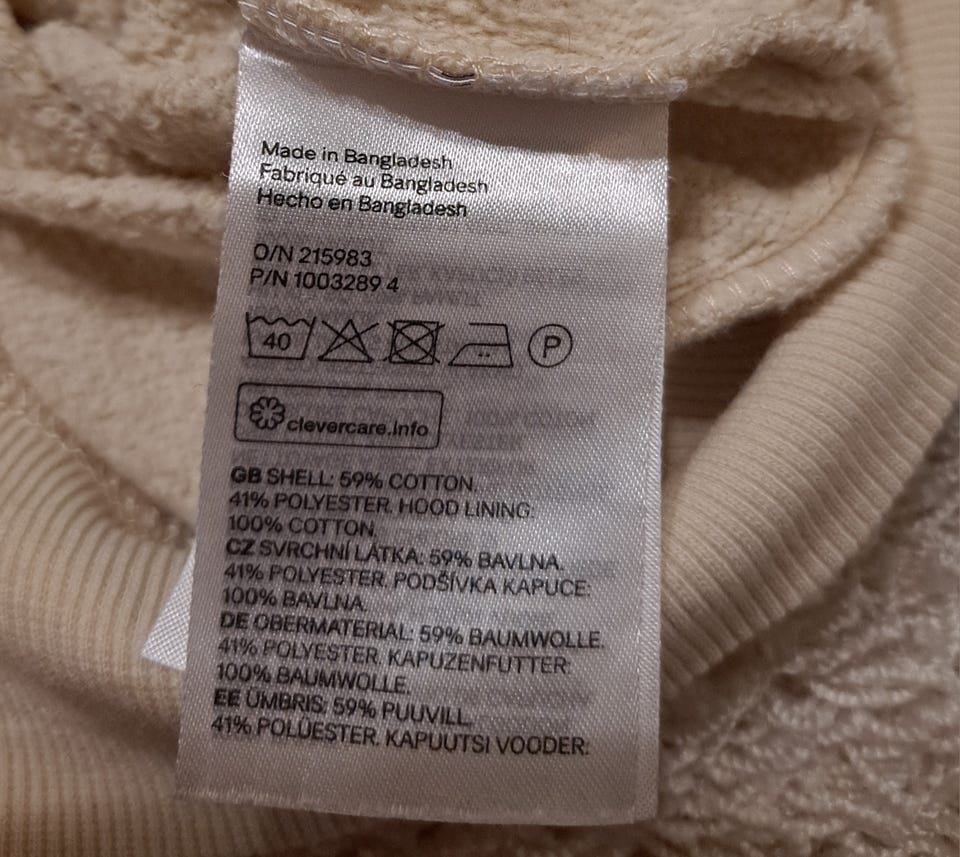 Made in Bangladesh
Fabriqué au Bangladesh
Hecho en Bangladesh
O/N 215983
P/N 1003289 4
40 P
clevercare.info
GB SHELL: 59% COTTON.
41% POLYESTER. HOOD LINING:
100% COTTON.
CZ SVRCHNÍ LÁTKA: 59% BAVLNA.
41% POLYESTER. PODŠÍVKA KAPUCE:
100% BAVLNA.
DE OBERMATERIAL: 59% BAUMWOLLE.
41% POLYESTER. KAPUZENFUTTER:
100% BAUMWOLLE.
EE ÜMBRIS: 59% PUUVILL.
41% POLÜESTER. KAPUUTSI VOODER: